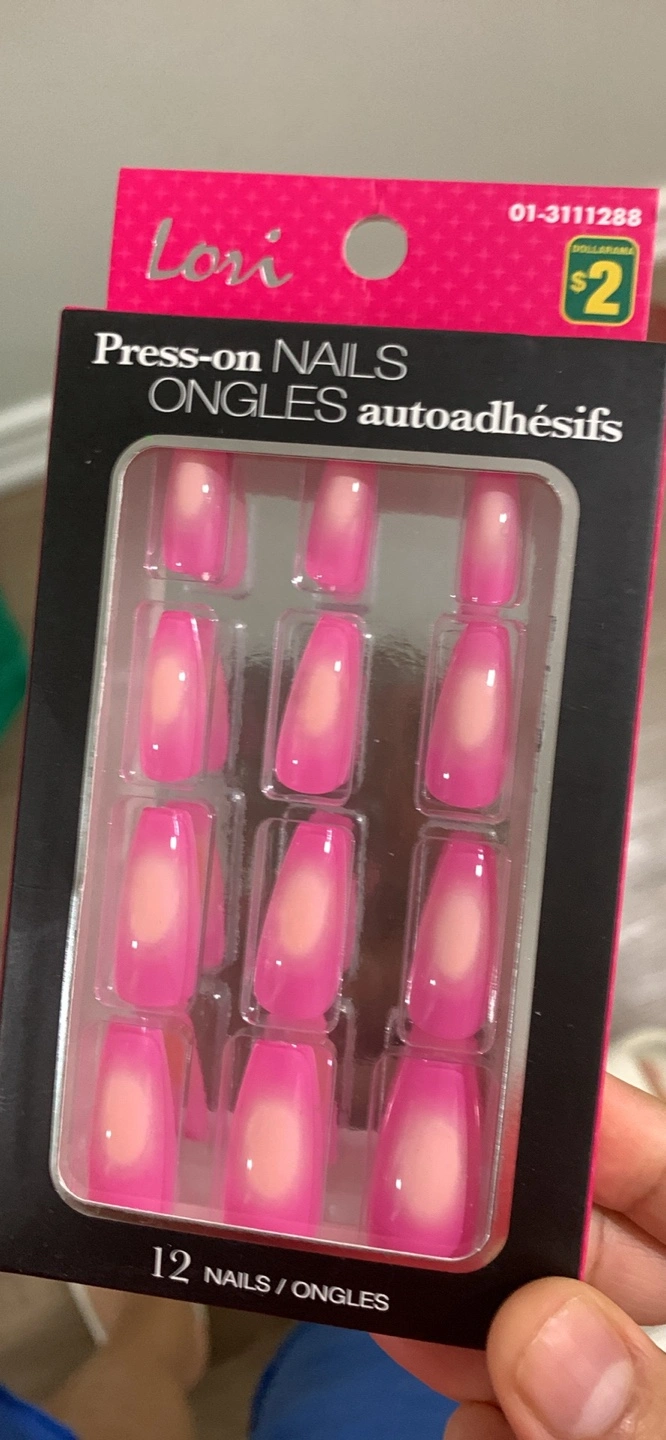 01-3111288
Lori
DOLLARAMA
$2
Press-on NAILS
ONGLES autoadhésifs
12 NAILS / ONGLES